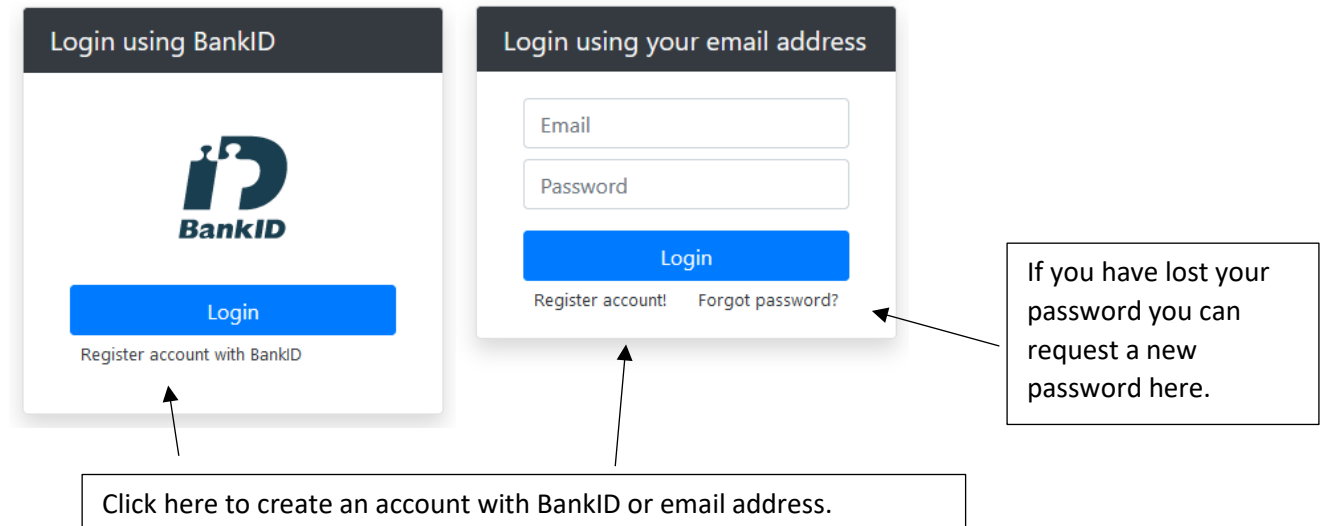 Login using BankID
BankID
Login
Register account with BankID
Login using your email address
Email
Password
Login
Register account! Forgot password?
If you have lost your
password you can
request a new
password here.
Click here to create an account with BankID or email address.